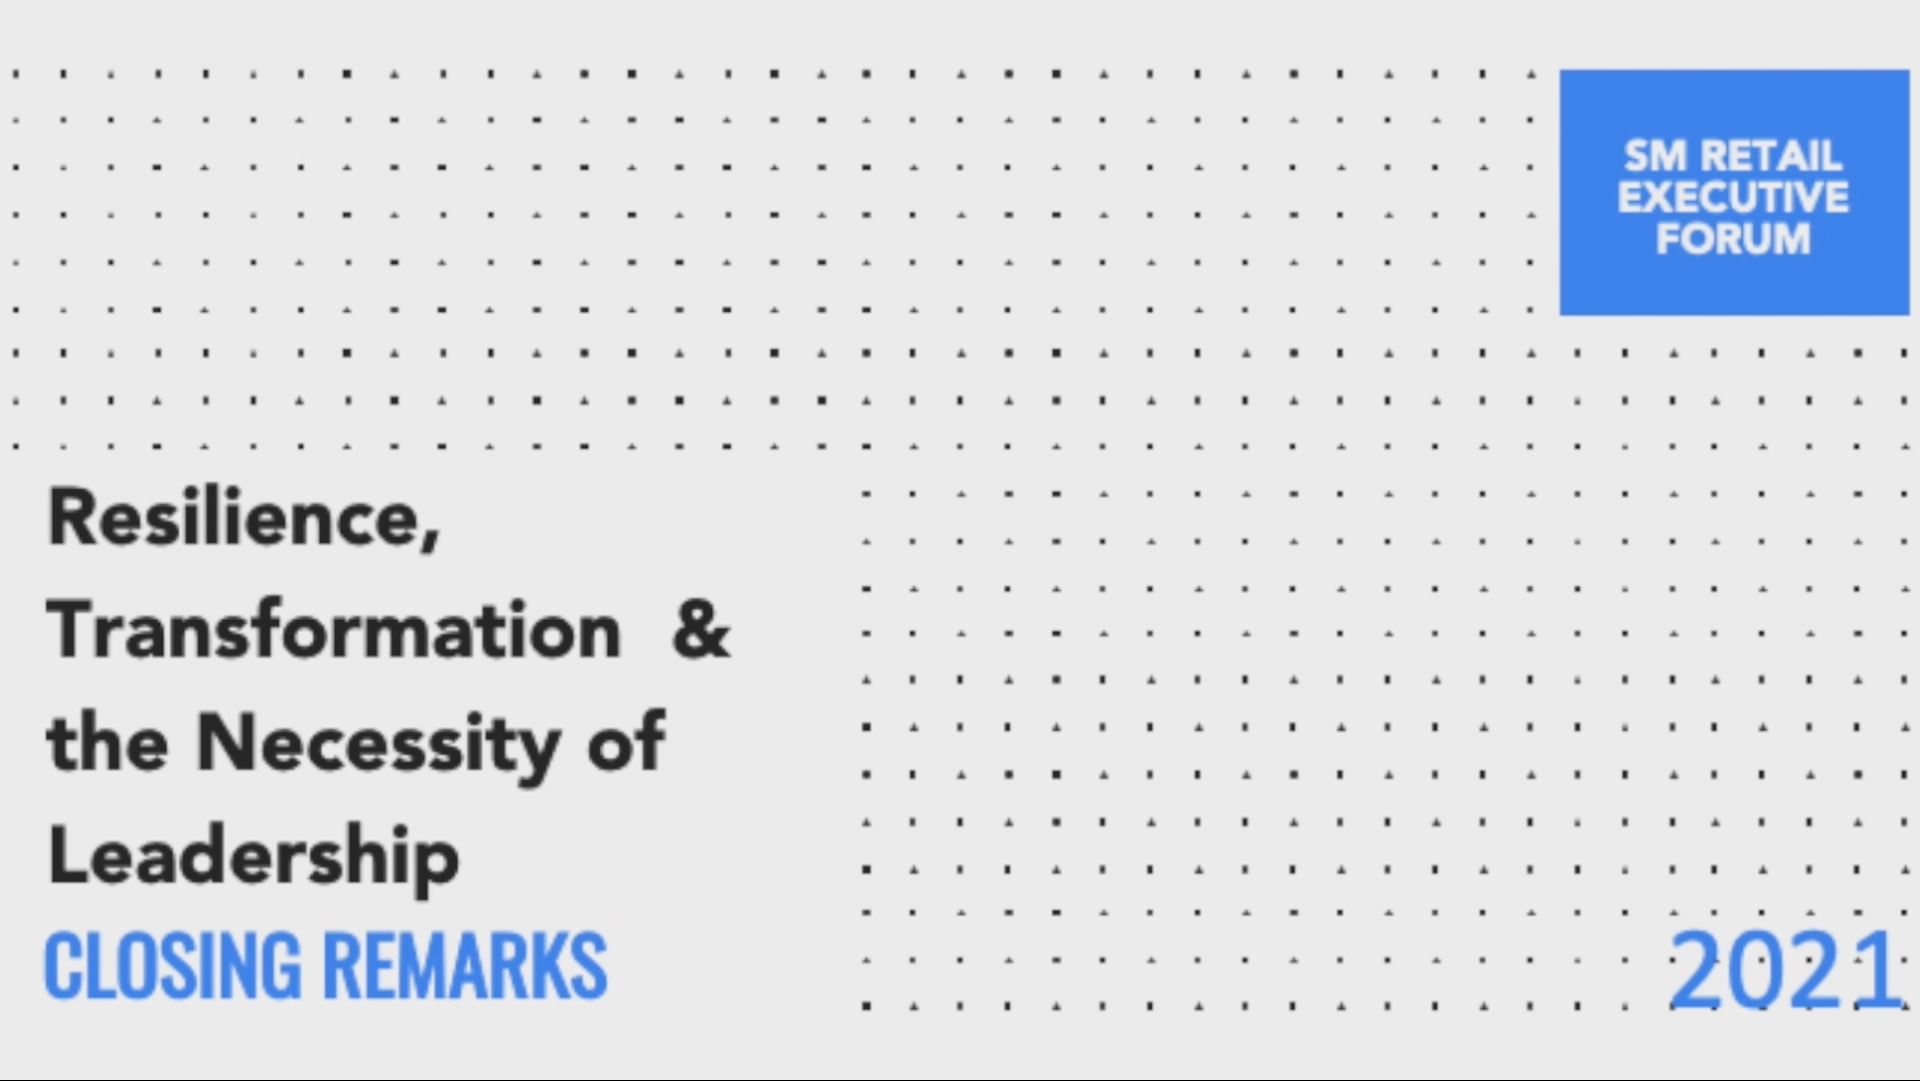 SM RETAIL
EXECUTIVE
FORUM
Resilience,
Transformation &
the Necessity of
Leadership
CLOSING REMARKS
2021